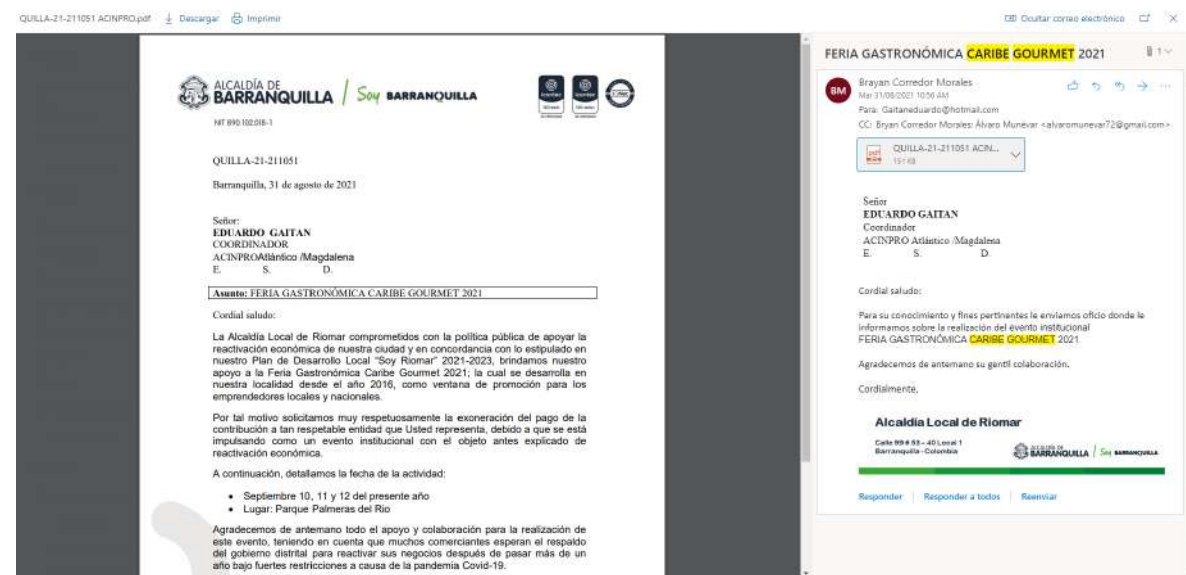 QUILLA-21-211051 ACINPRO.pdf Descargar Imprimir
Ocultar correo electrónico
ALCALDÍA DE
BARRANQUILLA
Soy BARRANQUILLA
NIT 890.102.018-1
QUILLA-21-211051
Barranquilla, 31 de agosto de 2021
Señor:
EDUARDO GAITAN
COORDINADOR
ACINPROAtlántico /Magdalena
E. S. D.
Asunto: FERIA GASTRONÓMICA CARIBE GOURMET 2021
Cordial saludo:
La Alcaldía Local de Riomar comprometidos con la política pública de apoyar la
reactivación económica de nuestra ciudad y en concordancia con lo estipulado en
nuestro Plan de Desarrollo Local “Soy Riomar” 2021-2023, brindamos nuestro
apoyo a la Feria Gastronómica Caribe Gourmet 2021; la cual se desarrolla en
nuestra localidad desde el año 2016, como ventana de promoción para los
emprendedores locales y nacionales.
Por tal motivo solicitamos muy respetuosamente la exoneración del pago de la
contribución a tan respetable entidad que Usted representa, debido a que se está
impulsando como un evento institucional con el objeto antes explicado de
reactivación económica.
A continuación, detallamos la fecha de la actividad:
• Septiembre 10, 11 y 12 del presente año
• Lugar: Parque Palmeras del Rio
Agradecemos de antemano todo el apoyo y colaboración para la realización de
este evento, teniendo en cuenta que muchos comerciantes esperan el respaldo
del gobierno distrital para reactivar sus negocios después de pasar más de un
año bajo fuertes restricciones a causa de la pandemia Covid-19.
FERIA GASTRONÓMICA CARIBE GOURMET 2021
1
BM
Brayan Corredor Morales
Mar 31/08/2021 10:56 AM
Para: Gaitaneduardo@hotmail.com
CC: Bryan Corredor Morales; Álvaro Munévar <alvaromunevar72@gmail.com>
QUILLA-21-211051 ACIN...
151 KB
Señor
EDUARDO GAITAN
Coordinador
ACINPRO Atlántico /Magdalena
E. S. D.
Cordial saludo:
Para su conocimiento y fines pertinentes le enviamos oficio donde le
informamos sobre la realización del evento institucional
FERIA GASTRONÓMICA CARIBE GOURMET 2021
Agradecemos de antemano su gentil colaboración.
Cordialmente,
Alcaldía Local de Riomar
Calle 99 # 53 – 40 Local 1
Barranquilla - Colombia
ALCALDÍA DE
BARRANQUILLA
Soy BARRANQUILLA
Responder Responder a todos Reenviar